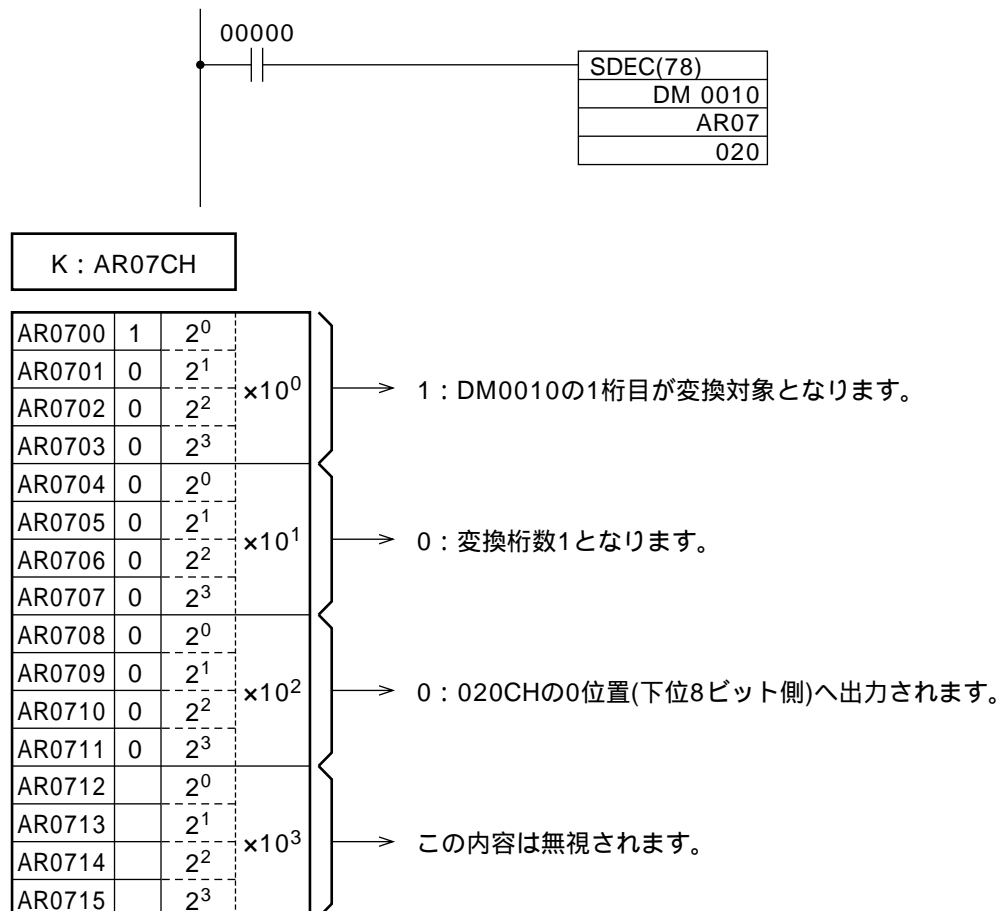 00000
SDEC(78)
DM 0010
AR07
020
K：AR07CH
AR0700 1 2⁰
AR0701 0 2¹
AR0702 0 2²
AR0703 0 2³
×10⁰
1：DM0010の1桁目が変換対象となります。
AR0704 0 2⁰
AR0705 0 2¹
AR0706 0 2²
AR0707 0 2³
×10¹
0：変換桁数1となります。
AR0708 0 2⁰
AR0709 0 2¹
AR0710 0 2²
AR0711 0 2³
×10²
0：020CHの0位置(下位8ビット側)へ出力されます。
AR0712 2⁰
AR0713 2¹
AR0714 2²
AR0715 2³
×10³
この内容は無視されます。